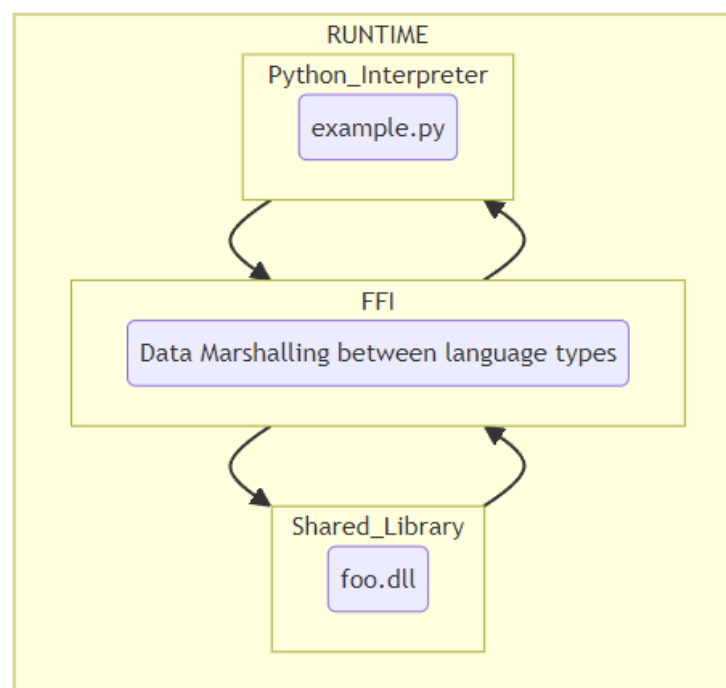 RUNTIME
Python_Interpreter
example.py
FFI
Data Marshalling between language types
Shared_Library
foo.dll